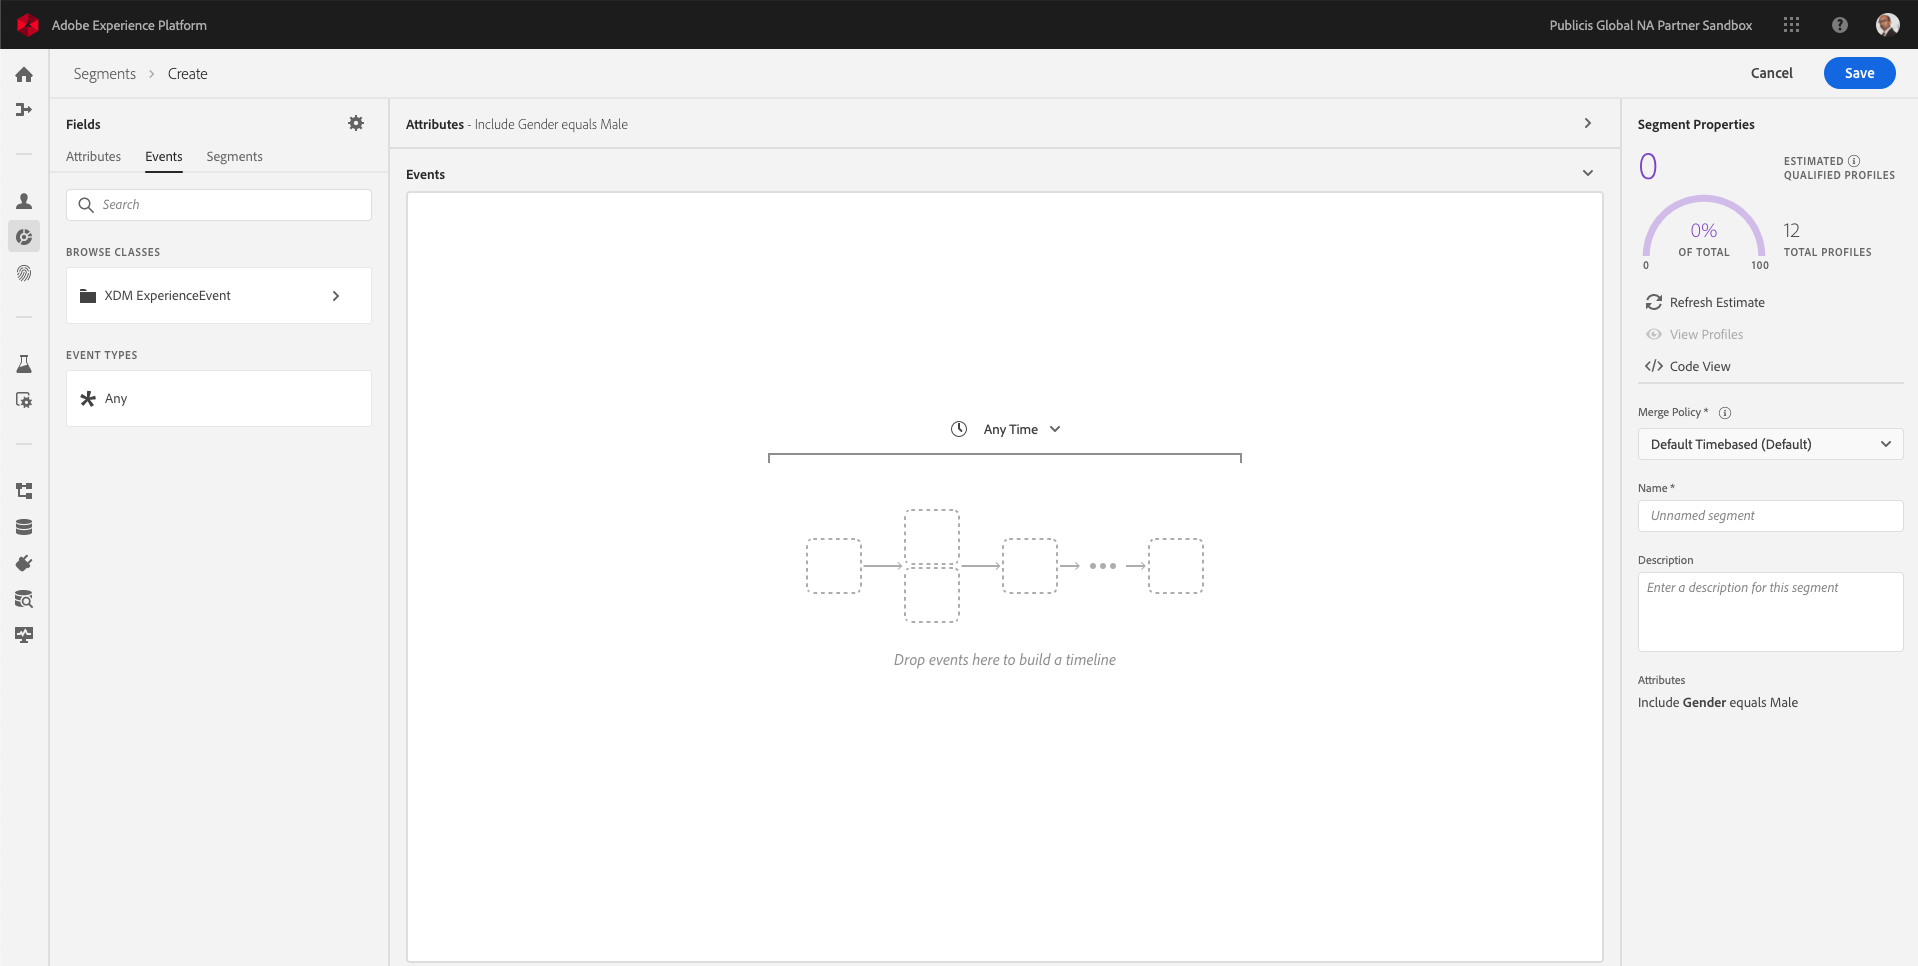 Adobe Experience Platform
Publicis Global NA Partner Sandbox
Segments > Create
Cancel
Save
Fields
Attributes Events Segments
Search
BROWSE CLASSES
XDM ExperienceEvent
EVENT TYPES
Any
Attributes - Include Gender equals Male
Events
Any Time
Drop events here to build a timeline
Segment Properties
0
ESTIMATED
QUALIFIED PROFILES
0%
OF TOTAL
0 100
12
TOTAL PROFILES
Refresh Estimate
View Profiles
</> Code View
Merge Policy *
Default Timebased (Default)
Name *
Unnamed segment
Description
Enter a description for this segment
Attributes
Include Gender equals Male